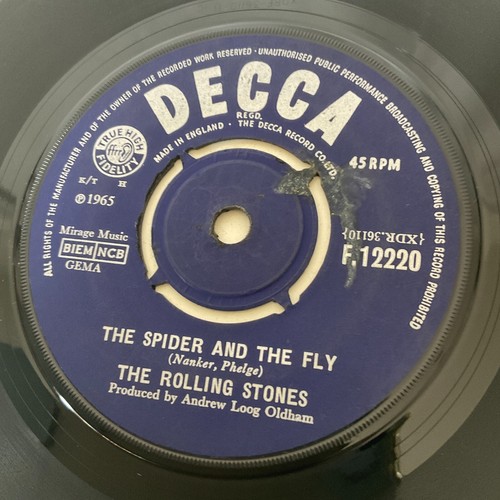 ALL RIGHTS OF THE MANUFACTURER AND OF THE OWNER OF THE RECORDED WORK RESERVED · UNAUTHORISED PUBLIC PERFORMANCE BROADCASTING AND COPYING OF THIS RECORD PROHIBITED
DECCA
REGD.
MADE IN ENGLAND · THE DECCA RECORD CO. LTD.
TRUE HIGH
FIDELITY
ffrr
45 RPM
K/T H
℗1965
Mirage Music
BIEM NCB
GEMA
{XDR.36110}
F.12220
THE SPIDER AND THE FLY
(Nanker, Phelge)
THE ROLLING STONES
Produced by Andrew Loog Oldham